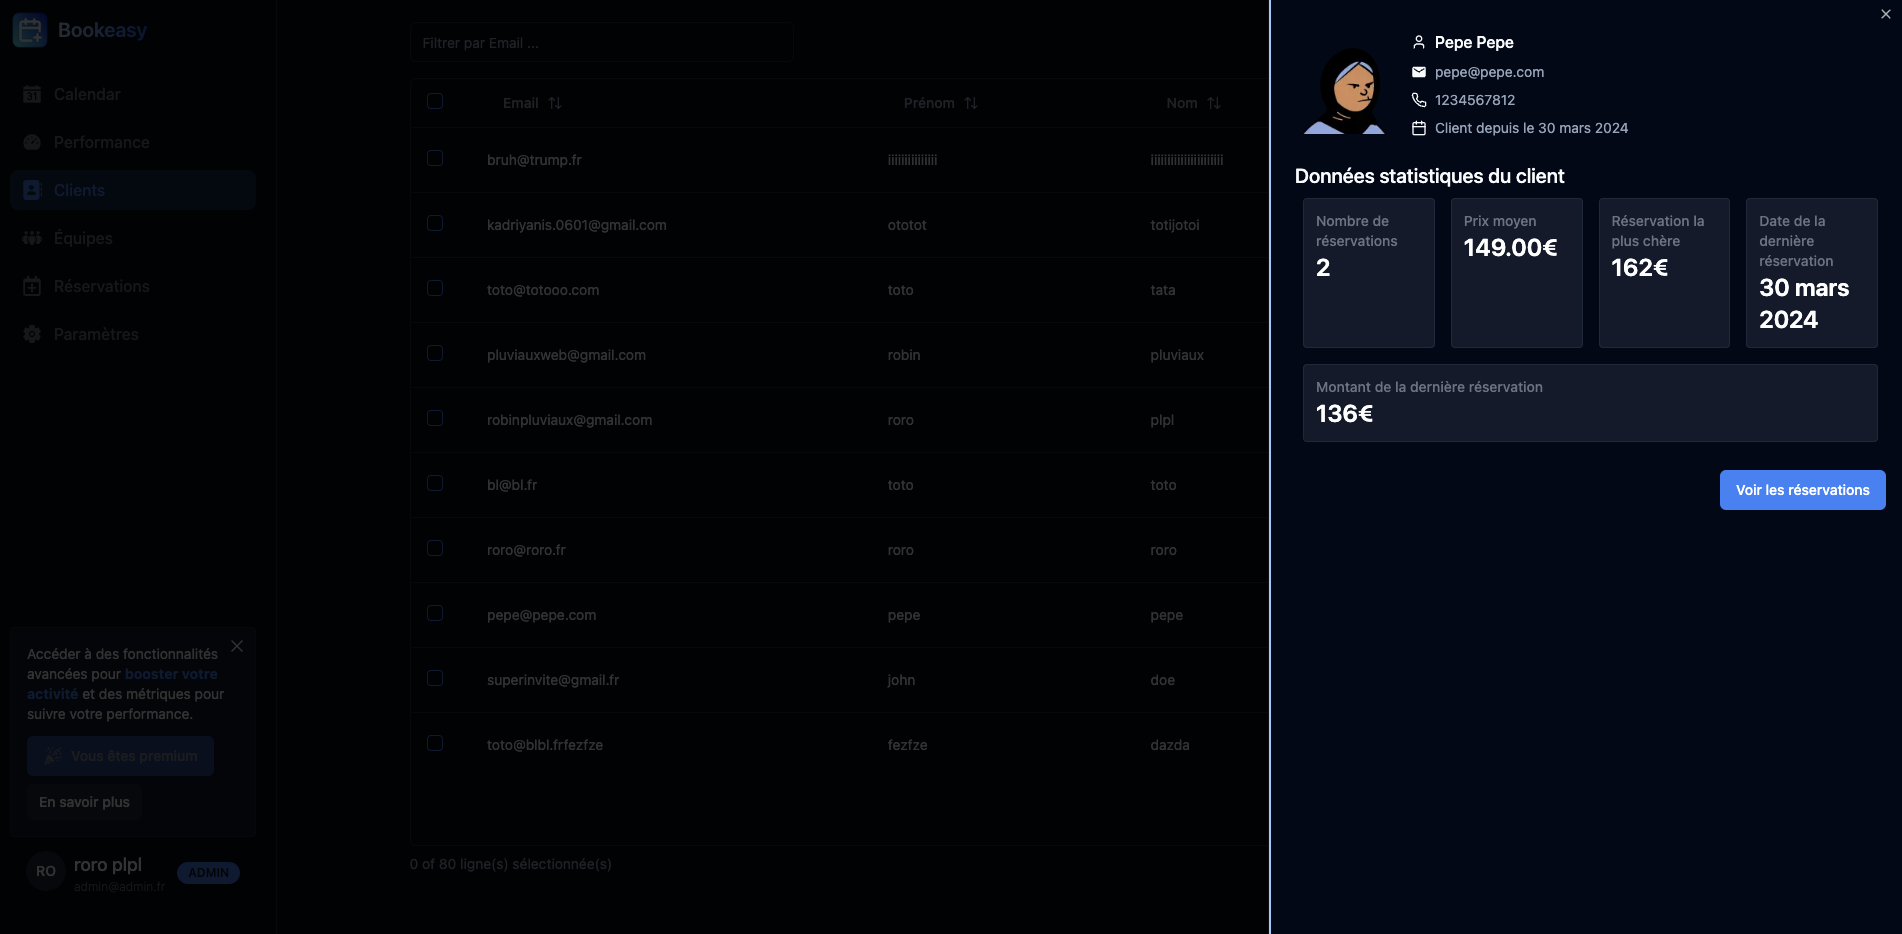 Bookeasy
Calendar
Performance
Clients
Équipes
Réservations
Paramètres
Accéder à des fonctionnalités
avancées pour booster votre
activité et des métriques pour
suivre votre performance.
Vous êtes premium
En savoir plus
RO
roro plpl
admin@admin.fr
ADMIN
Filtrer par Email ...
Email Prénom Nom
bruh@trump.fr iiiiiiiiiiiiiii iiiiiiiiiiiiiiiiiiiiii
kadriyanis.0601@gmail.com ototot totijotoi
toto@totooo.com toto tata
pluviauxweb@gmail.com robin pluviaux
robinpluviaux@gmail.com roro plpl
bl@bl.fr toto toto
roro@roro.fr roro roro
pepe@pepe.com pepe pepe
superinvite@gmail.fr john doe
toto@blbl.frfezfze fezfze dazda
0 of 80 ligne(s) sélectionnée(s)
Pepe Pepe
pepe@pepe.com
1234567812
Client depuis le 30 mars 2024
Données statistiques du client
Nombre de
réservations
2
Prix moyen
149.00€
Réservation la
plus chère
162€
Date de la
dernière
réservation
30 mars
2024
Montant de la dernière réservation
136€
Voir les réservations